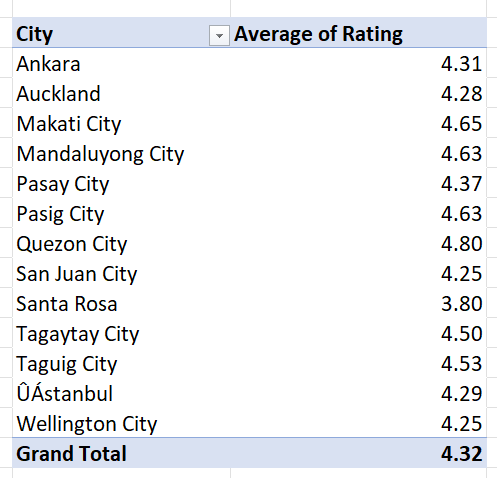 City Average of Rating
Ankara 4.31
Auckland 4.28
Makati City 4.65
Mandaluyong City 4.63
Pasay City 4.37
Pasig City 4.63
Quezon City 4.80
San Juan City 4.25
Santa Rosa 3.80
Tagaytay City 4.50
Taguig City 4.53
ÛÁstanbul 4.29
Wellington City 4.25
Grand Total 4.32